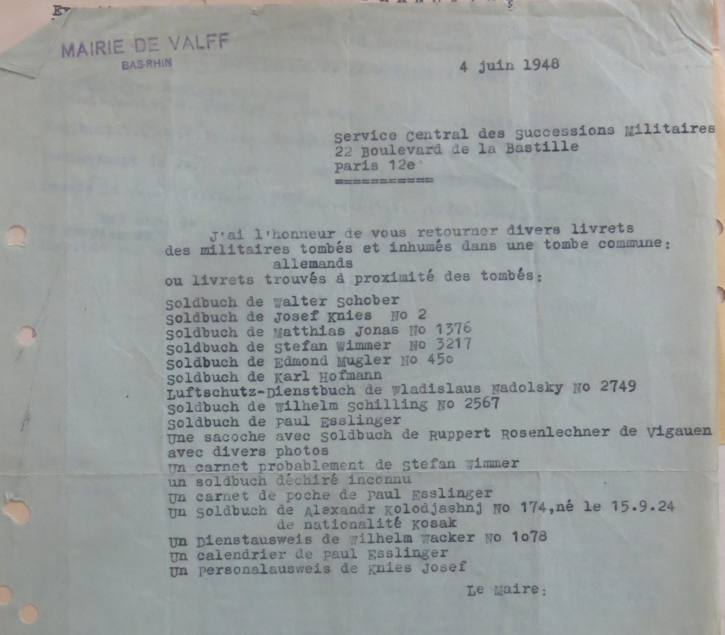 MAIRIE DE VALFF
BAS-RHIN
4 juin 1948
Service Central des Successions Militaires
22 Boulevard de la Bastille
Paris 12e
===========
J'ai l'honneur de vous retourner divers livrets
des militaires tombés et inhumés dans une tombe commune;
allemands
ou livrets trouvés á proximité des tombés:
Soldbuch de Walter Schober
Soldbuch de Josef Knies No 2
Soldbuch de Matthias Jonas No 1376
Soldbuch de Stefan Wimmer No 3217
Soldbuch de Edmond Mugler No 45o
Soldbuch de Karl Hofmann
Luftschutz-Dienstbuch de Wladislaus Nadolsky No 2749
Soldbuch de Wilhelm Schilling No 2567
Soldbuch de Paul Esslinger
Une sacoche avec Soldbuch de Ruppert Rosenlechner de Vigauen
avec divers photos
Un carnet probablement de Stefan Wimmer
un soldbuch déchiré inconnu
Un carnet de poche de Paul Esslinger
Un Soldbuch de Alexandr Kolodjashnj No 174,né le 15.9.24
de nationalité Kosak
Un Dienstausweis de Wilhelm Wacker No 1o78
Un calendrier de Paul Esslinger
Un Personalausweis de Knies Josef
Le Maire: